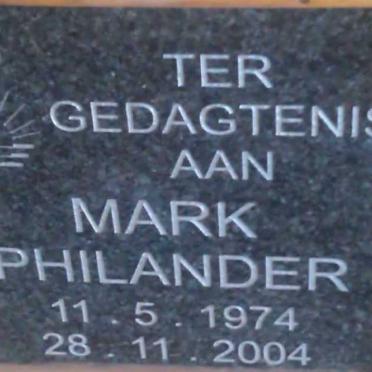 TER
GEDAGTENIS
AAN
MARK
PHILANDER
11 . 5 . 1974
28 . 11 . 2004